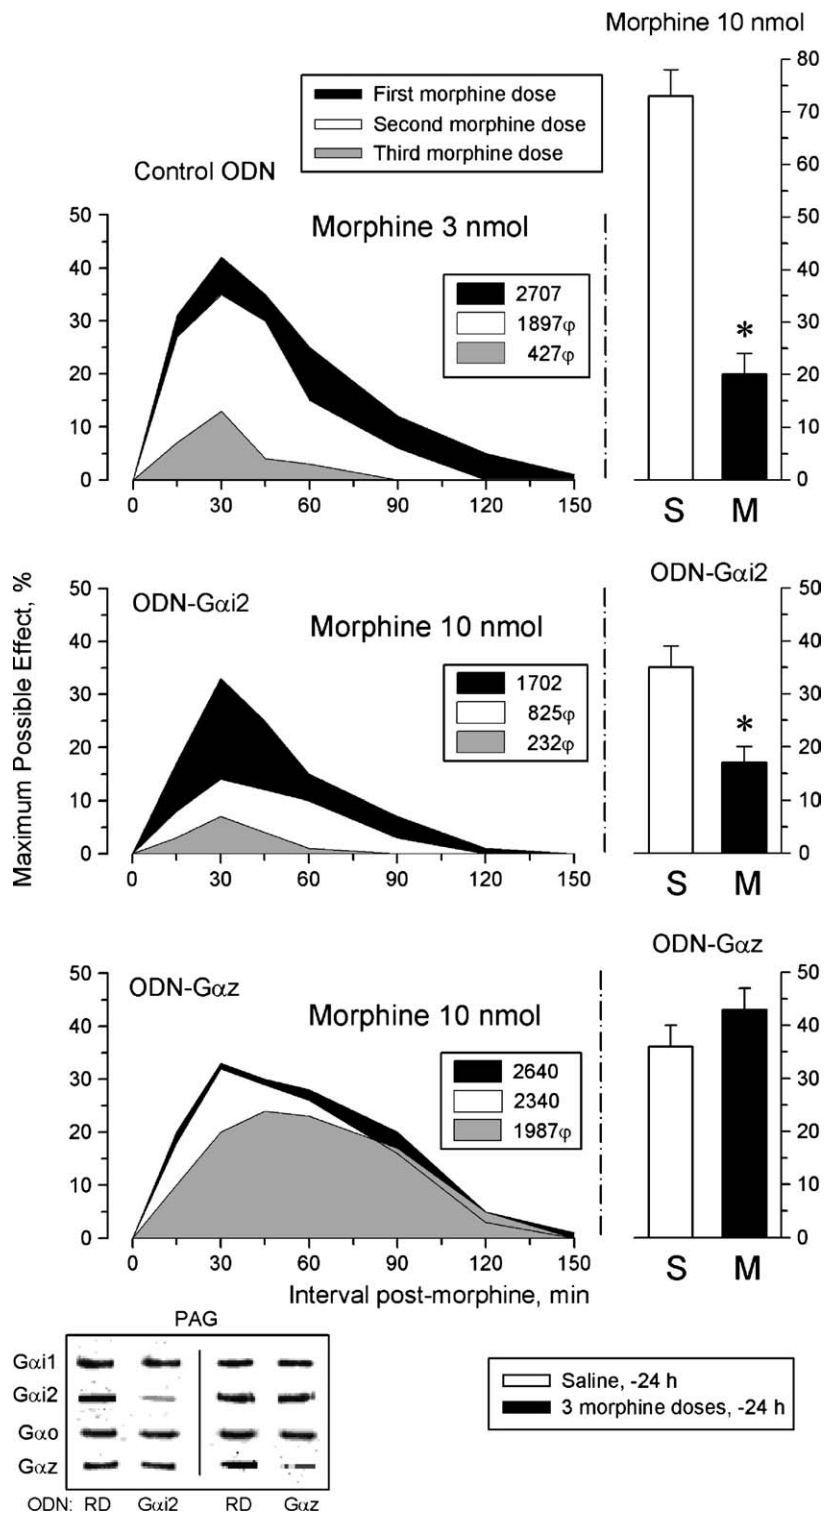 Morphine 10 nmol
First morphine dose
Second morphine dose
Third morphine dose
Control ODN
Morphine 3 nmol
2707
1897φ
427φ
50
40
30
20
10
0
0 30 60 90 120 150
80
70
60
50
40
30
20
10
0
*
S M
Maximum Possible Effect, %
ODN-Gαi2
Morphine 10 nmol
1702
825φ
232φ
50
40
30
20
10
0
0 30 60 90 120 150
ODN-Gαi2
50
40
30
20
10
0
*
S M
ODN-Gαz
Morphine 10 nmol
2640
2340
1987φ
50
40
30
20
10
0
0 30 60 90 120 150
Interval post-morphine, min
ODN-Gαz
50
40
30
20
10
0
S M
PAG
Gαi1
Gαi2
Gαo
Gαz
ODN: RD Gαi2 RD Gαz
Saline, -24 h
3 morphine doses, -24 h